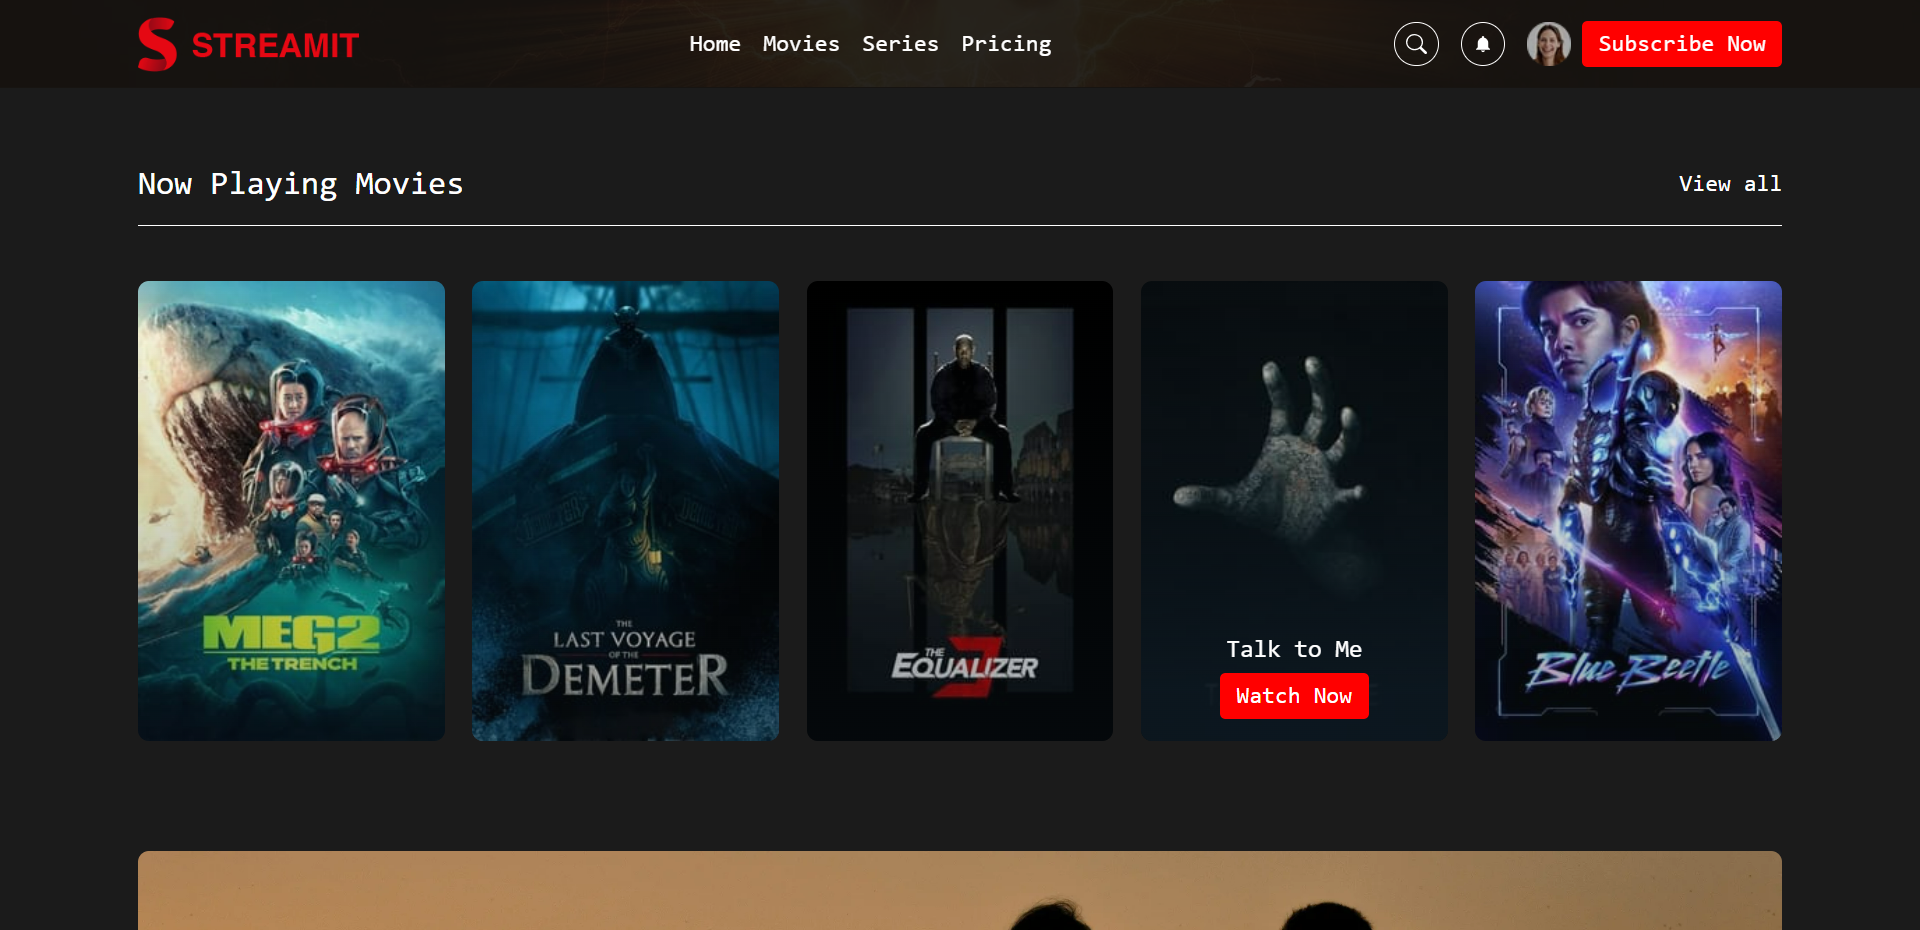 STREAMIT
Home Movies Series Pricing
Subscribe Now
Now Playing Movies
View all
MEG2
THE TRENCH
THE
LAST VOYAGE
OF THE
DEMETER
THE
EQUALIZER
3
Talk to Me
Watch Now
Blue Beetle